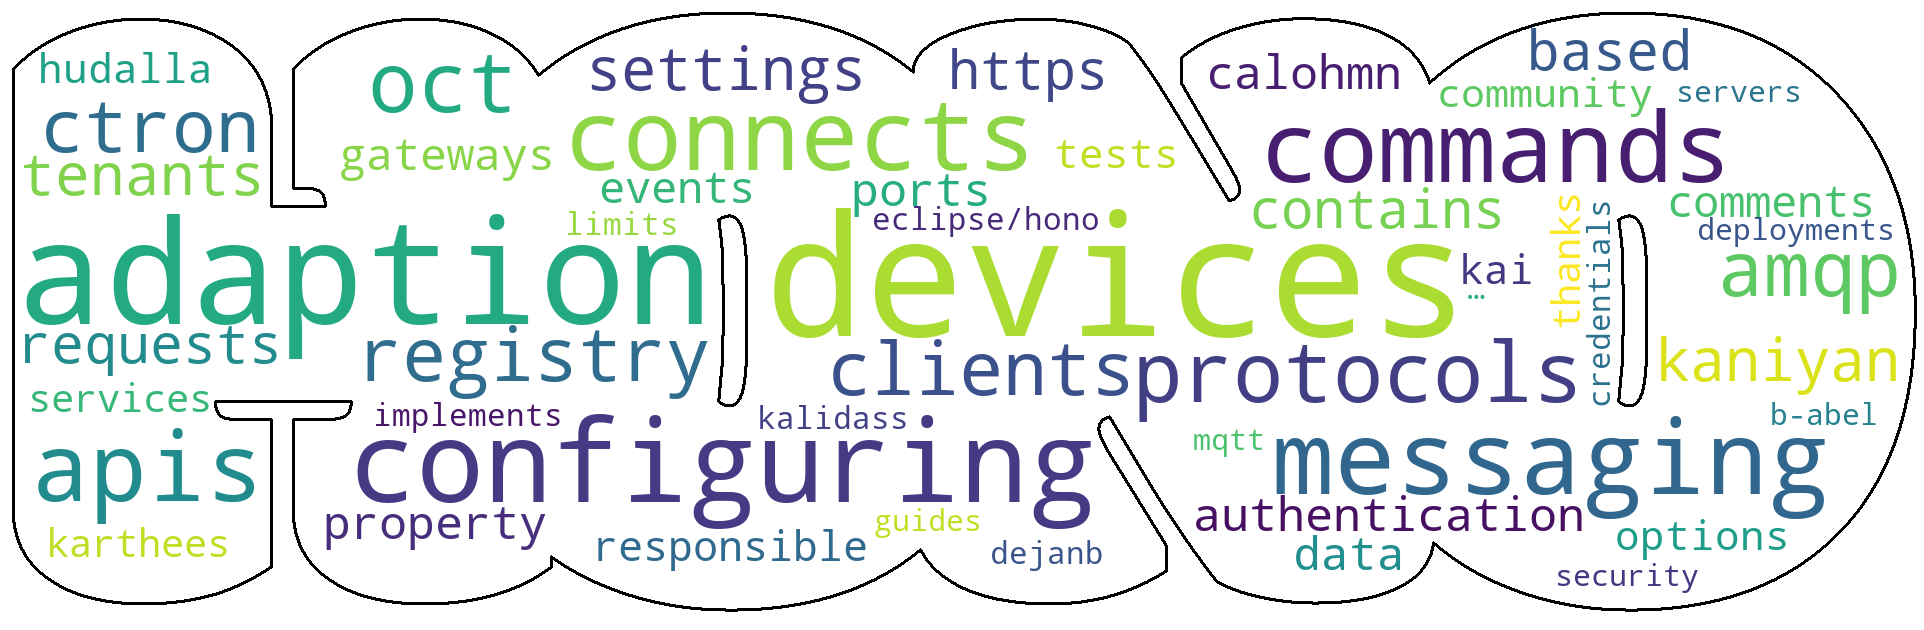 hudalla
ctron
tenants
oct
gateways
settings
connects
events
limits
https
tests
ports
eclipse/hono
calohmn
based
community
servers
commands
contains
comments
deployments
thanks
credentials
kai
...
amqp
adaption
devices
requests
registry
clients
protocols
kaniyan
services
implements
kalidass
b-abel
apis
configuring
mqtt
messaging
karthees
property
responsible
guides
dejanb
authentication
data
options
security